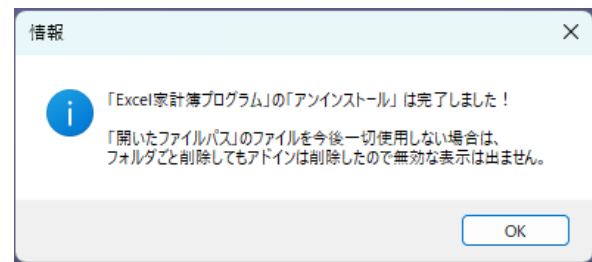 情報
「Excel家計簿プログラム」の「アンインストール」 は完了しました！
「開いたファイルパス」のファイルを今後一切使用しない場合は、
フォルダごと削除してもアドインは削除したので無効な表示は出ません。
OK